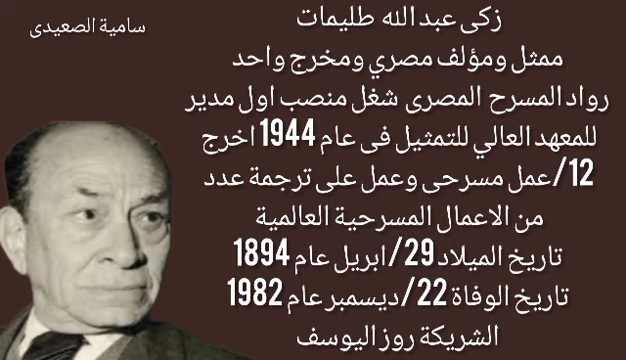 سامية الصعيدى
زكى عبد الله طليمات
ممثل ومؤلف مصري ومخرج واحد
رواد المسرح المصرى شغل منصب اول مدير
للمعهد العالي للتمثيل فى عام 1944 اخرج
12/عمل مسرحى وعمل على ترجمة عدد
من الاعمال المسرحية العالمية
تاريخ الميلاد 29/ابريل عام 1894
تاريخ الوفاة 22/ديسمبر عام 1982
الشريكة روز اليوسف